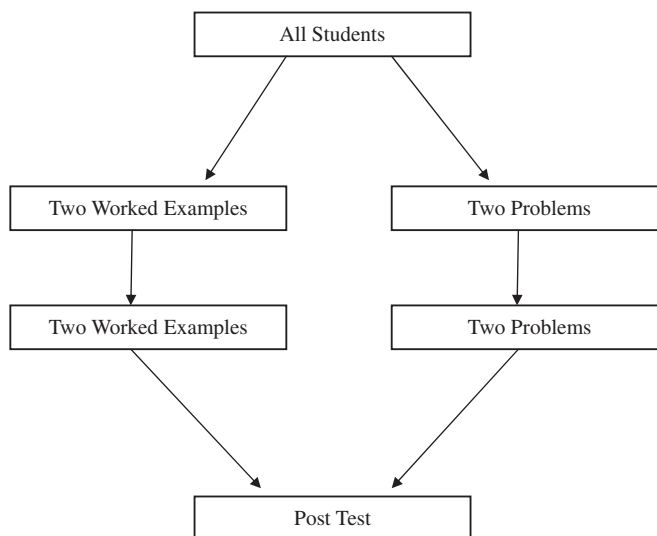 All Students
Two Worked Examples
Two Problems
Two Worked Examples
Two Problems
Post Test